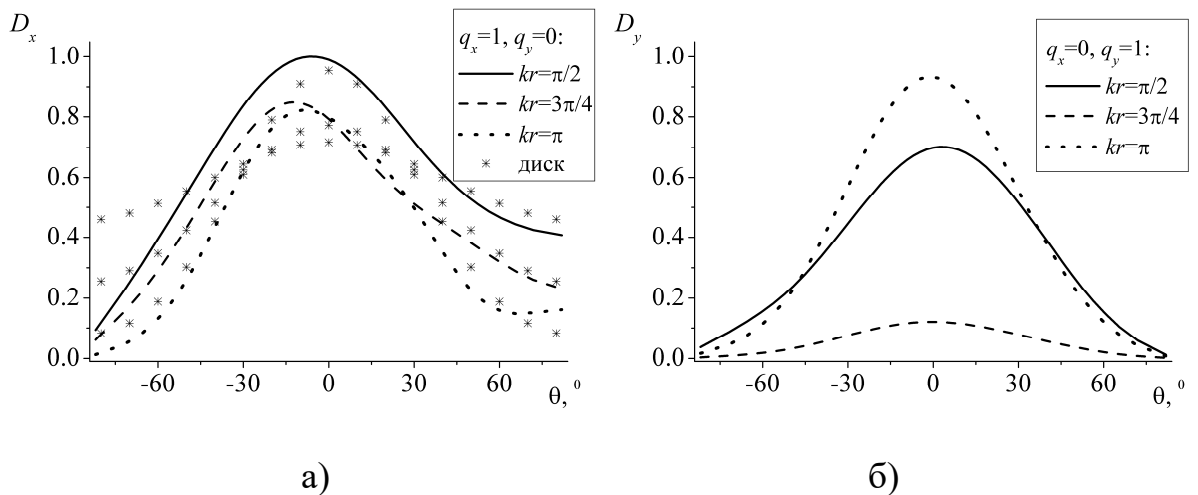 D_x
q_x=1, q_y=0:
kr=π/2
kr=3π/4
kr=π
диск
1.0
0.8
0.6
0.4
0.2
0.0
-60 -30 0 30 60
θ, °
а)
D_y
q_x=0, q_y=1:
kr=π/2
kr=3π/4
kr=π
1.0
0.8
0.6
0.4
0.2
0.0
-60 -30 0 30 60
θ, °
б)